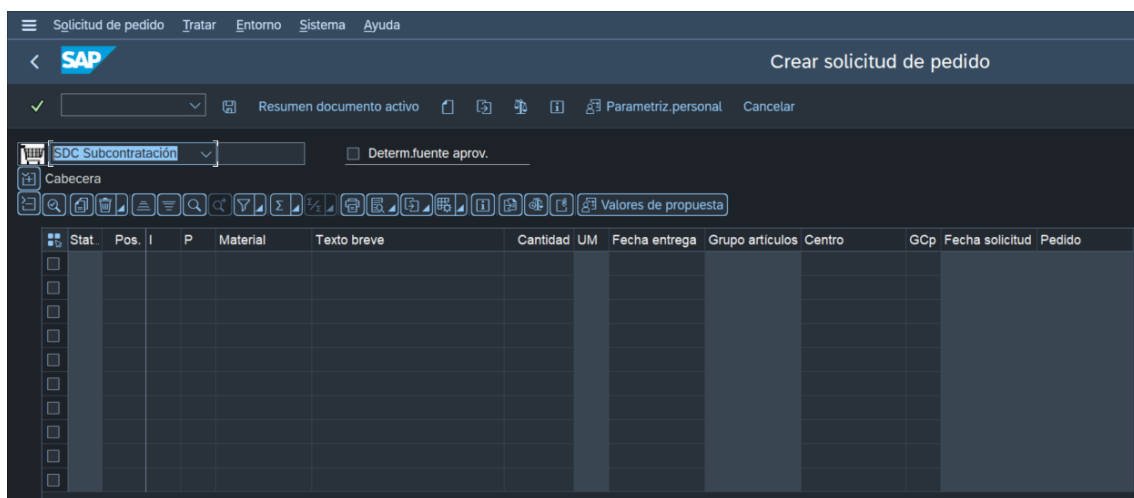 Solicitud de pedido Tratar Entorno Sistema Ayuda
SAP Crear solicitud de pedido
Resumen documento activo Parametriz.personal Cancelar
SDC Subcontratación Determ.fuente aprov.
Cabecera
Valores de propuesta
Stat.. Pos. I P Material Texto breve Cantidad UM Fecha entrega Grupo artículos Centro GCp Fecha solicitud Pedido